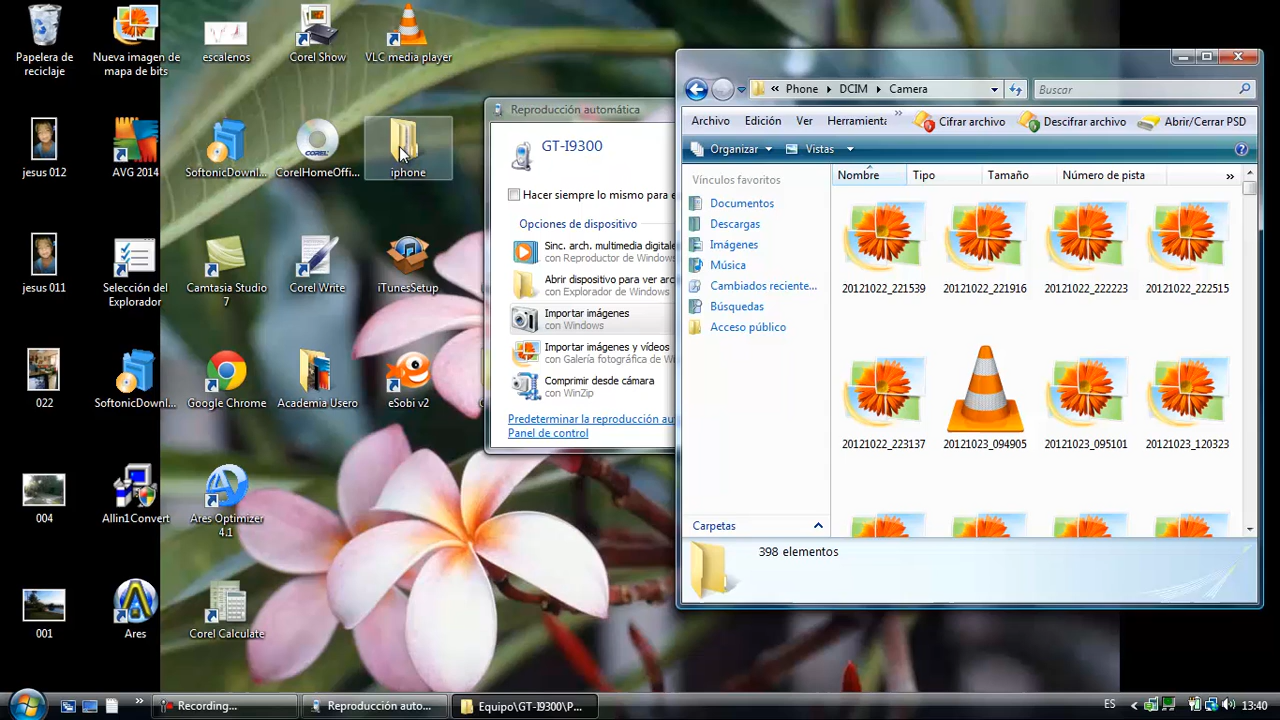 Papelera de
reciclaje
Nueva imagen de
mapa de bits
escalenos
Corel Show
VLC media player
jesus 012
AVG 2014
SoftonicDownl...
CorelHomeOffi...
iphone
jesus 011
Selección del
Explorador
Camtasia Studio
7
Corel Write
iTunesSetup
022
SoftonicDownl...
Google Chrome
Academia Usero
eSobi v2
004
Allin1Convert
Ares Optimizer
4.1
001
Ares
Corel Calculate
Reproducción automática
GT-I9300
Hacer siempre lo mismo para e
Opciones de dispositivo
Sinc. arch. multimedia digitale
con Reproductor de Windows
Abrir dispositivo para ver arc
con Explorador de Windows
Importar imágenes
con Windows
Importar imágenes y vídeos
con Galería fotográfica de W
Comprimir desde cámara
con WinZip
Predeterminar la reproducción au
Panel de control
« Phone DCIM Camera
Buscar
Archivo Edición Ver Herramienta » Cifrar archivo Descifrar archivo Abrir/Cerrar PSD
Organizar Vistas
Vínculos favoritos
Documentos
Descargas
Imágenes
Música
Cambiados reciente...
Búsquedas
Acceso público
Carpetas
Nombre Tipo Tamaño Número de pista »
20121022_221539 20121022_221916 20121022_222223 20121022_222515
20121022_223137 20121023_094905 20121023_095101 20121023_120323
398 elementos
Recording...
Reproducción auto...
Equipo\GT-I9300\P...
ES
13:40